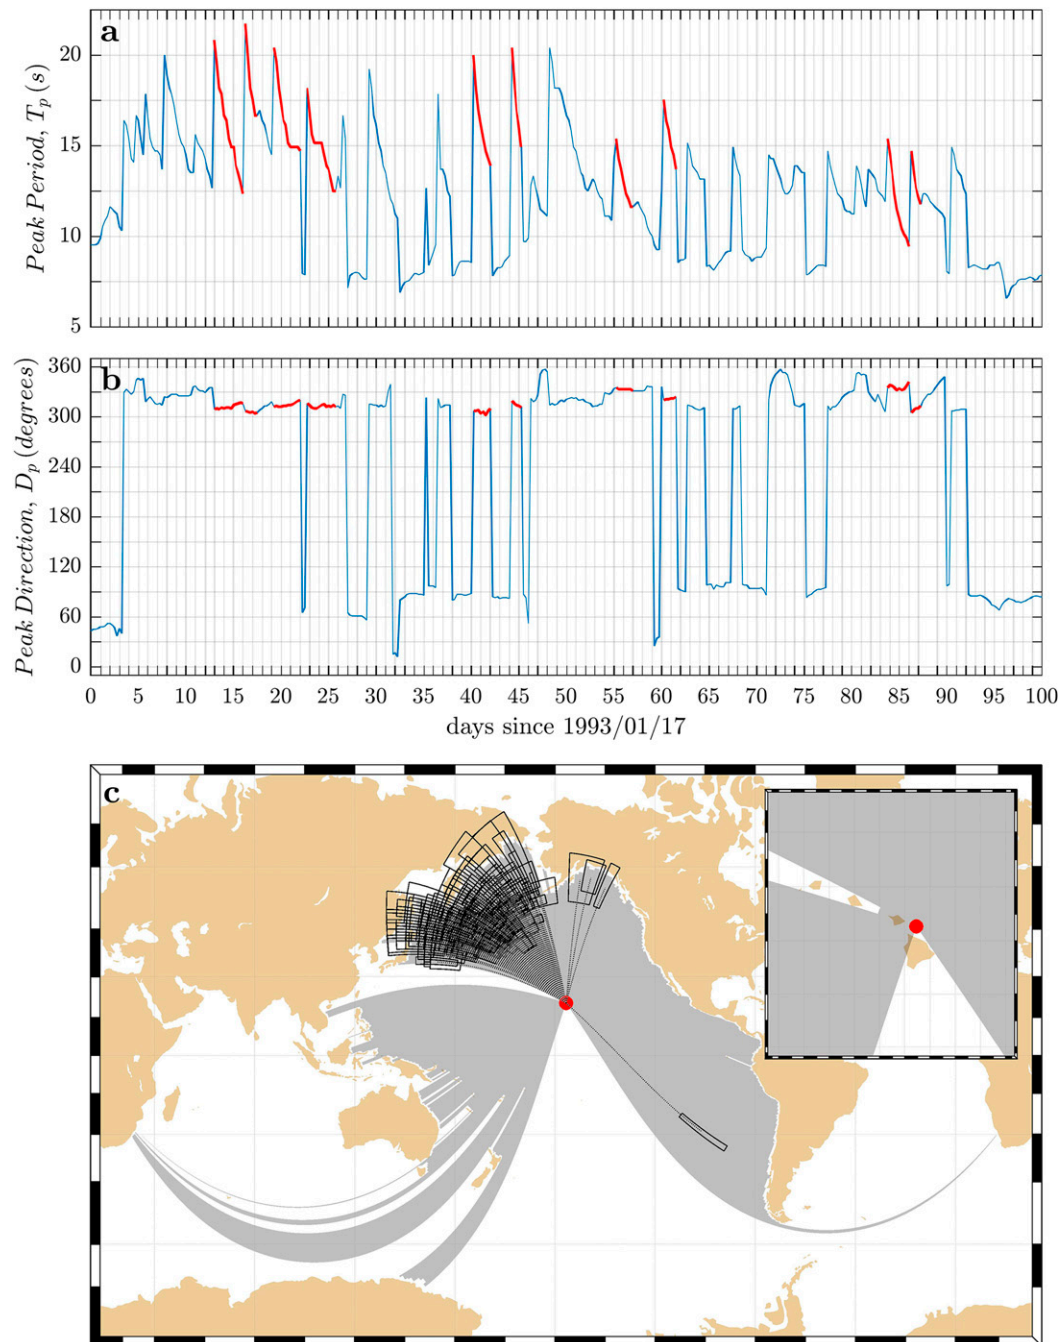 a
20
15
10
5
Peak Period, Tp (s)
b
360
300
240
180
120
60
0
Peak Direction, Dp (degrees)
0 5 10 15 20 25 30 35 40 45 50 55 60 65 70 75 80 85 90 95 100
days since 1993/01/17
c